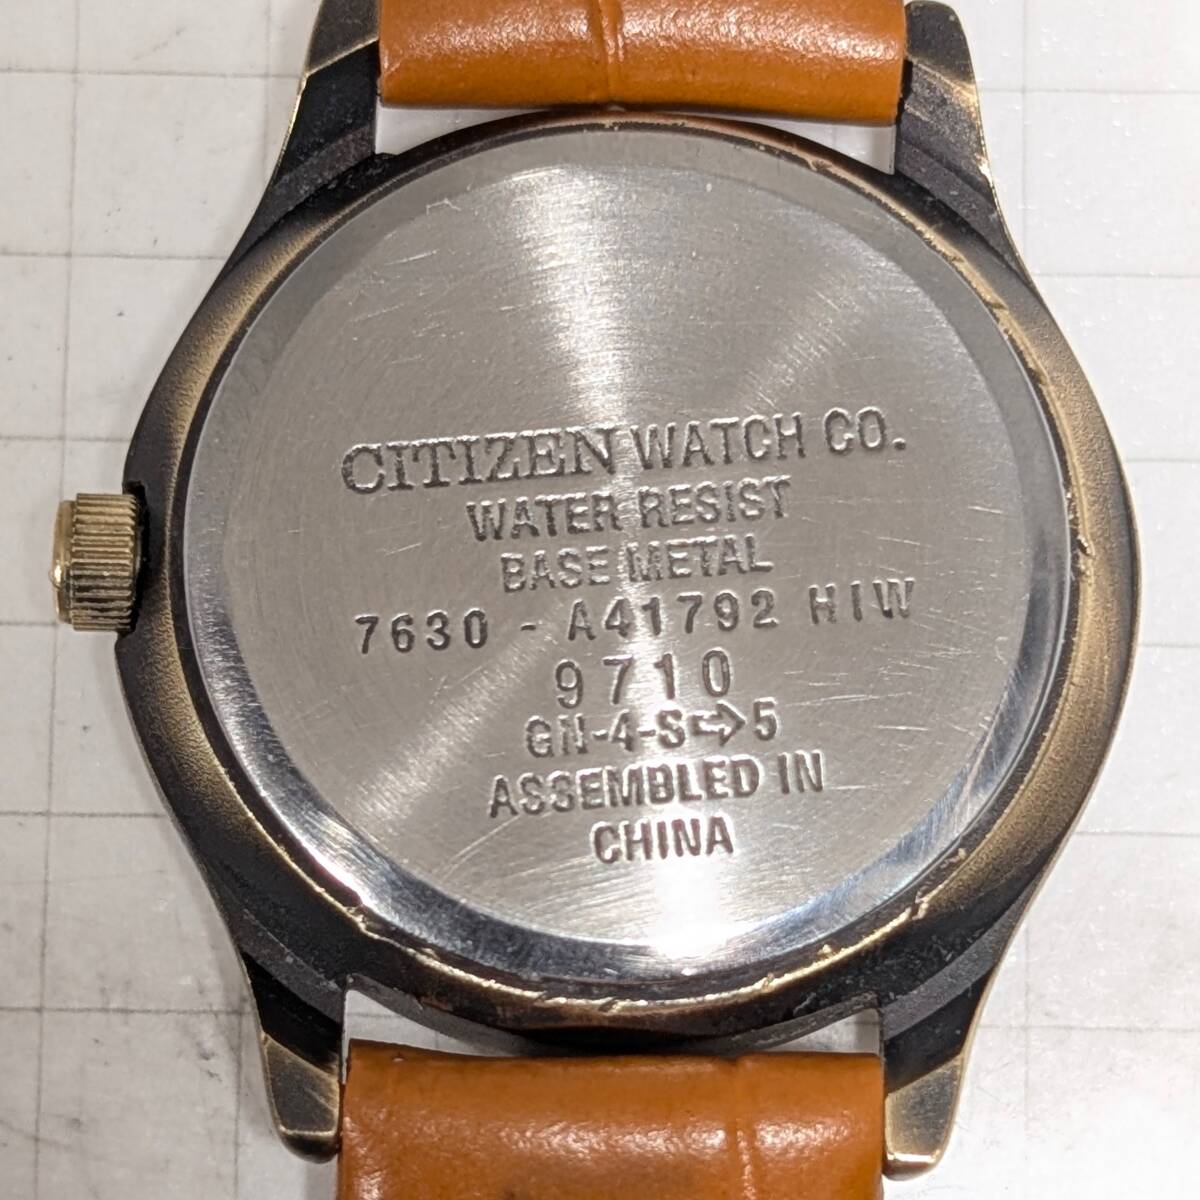 CITIZEN WATCH CO.
WATER RESIST
BASE METAL
7630 - A41792 HIW
9710
GN-4-S➩5
ASSEMBLED IN
CHINA